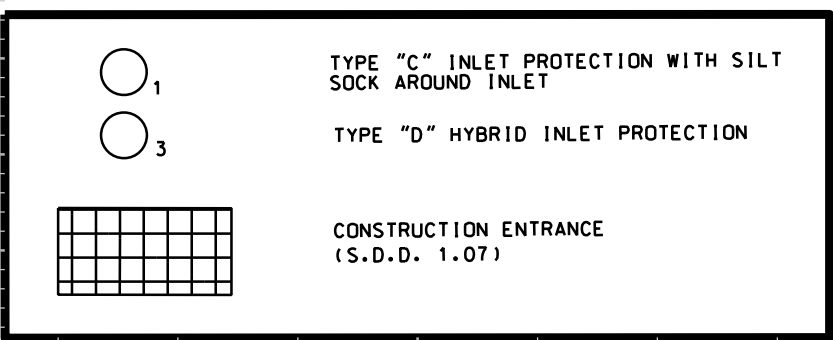 1
TYPE "C" INLET PROTECTION WITH SILT
SOCK AROUND INLET
3
TYPE "D" HYBRID INLET PROTECTION
CONSTRUCTION ENTRANCE
(S.D.D. 1.07)